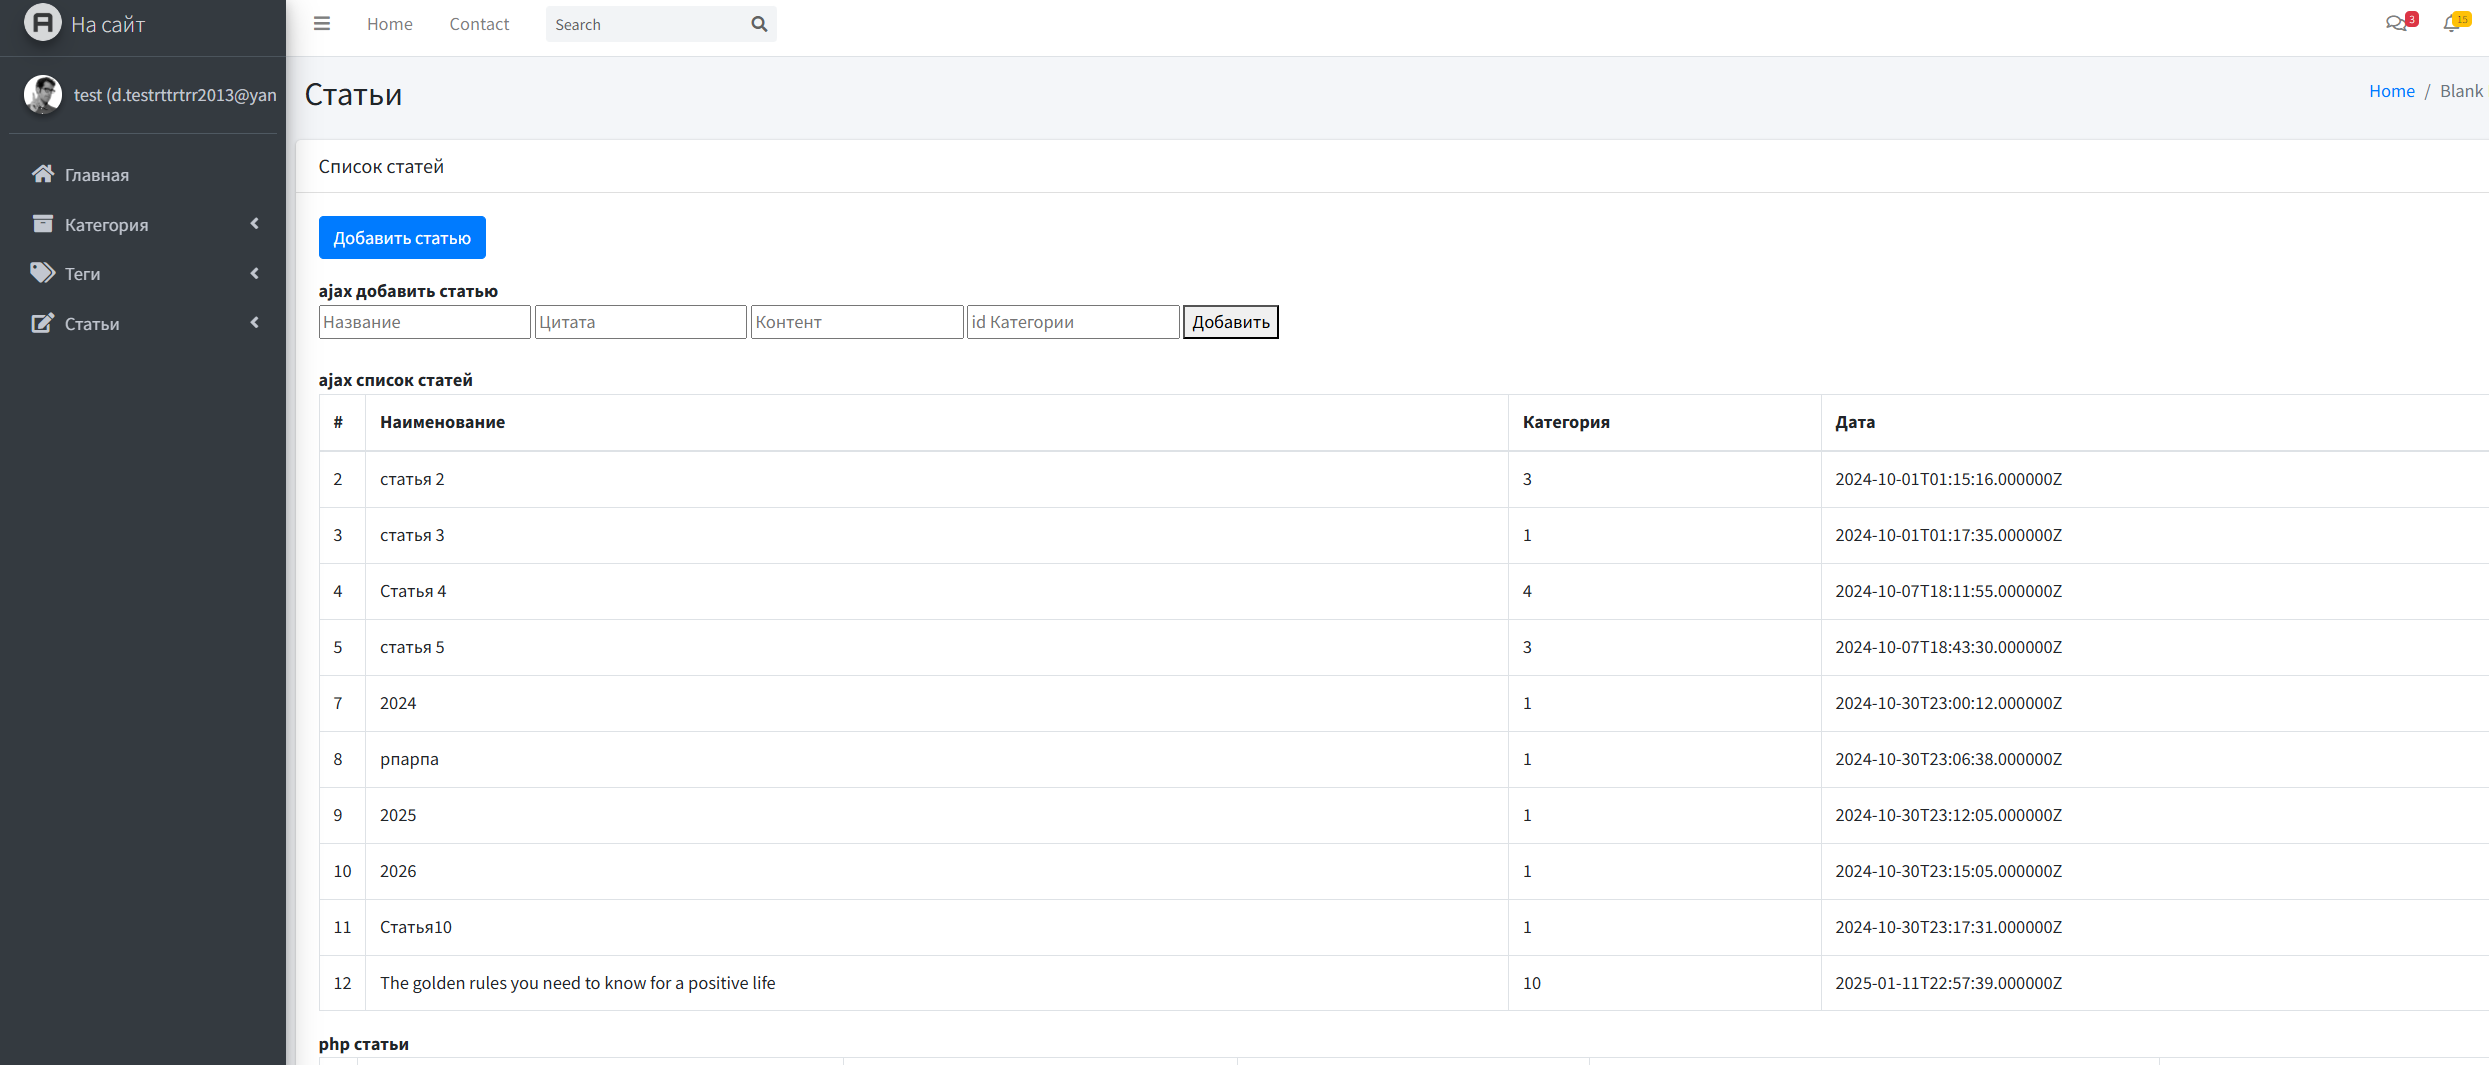 На сайт
Home Contact Search 3 15
test (d.testrttrtrr2013@yan
Статьи
Home / Blank
Главная
Категория
Теги
Статьи
Список статей
Добавить статью
ajax добавить статью
Название Цитата Контент id Категории Добавить
ajax список статей
# Наименование Категория Дата
2 статья 2 3 2024-10-01T01:15:16.000000Z
3 статья 3 1 2024-10-01T01:17:35.000000Z
4 Статья 4 4 2024-10-07T18:11:55.000000Z
5 статья 5 3 2024-10-07T18:43:30.000000Z
7 2024 1 2024-10-30T23:00:12.000000Z
8 рпарпа 1 2024-10-30T23:06:38.000000Z
9 2025 1 2024-10-30T23:12:05.000000Z
10 2026 1 2024-10-30T23:15:05.000000Z
11 Статья10 1 2024-10-30T23:17:31.000000Z
12 The golden rules you need to know for a positive life 10 2025-01-11T22:57:39.000000Z
php статьи